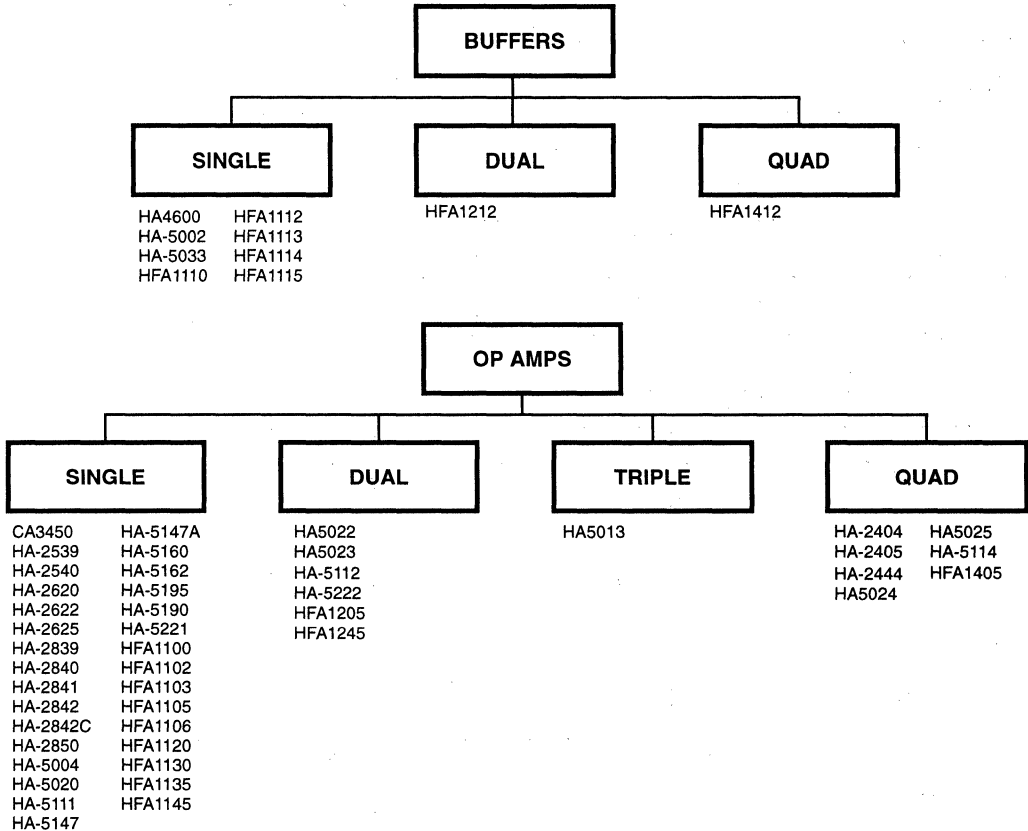 BUFFERS
SINGLE
DUAL
QUAD
HA4600 HFA1112
HA-5002 HFA1113
HA-5033 HFA1114
HFA1110 HFA1115
HFA1212
HFA1412
OP AMPS
SINGLE
DUAL
TRIPLE
QUAD
CA3450 HA-5147A
HA-2539 HA-5160
HA-2540 HA-5162
HA-2620 HA-5195
HA-2622 HA-5190
HA-2625 HA-5221
HA-2839 HFA1100
HA-2840 HFA1102
HA-2841 HFA1103
HA-2842 HFA1105
HA-2842C HFA1106
HA-2850 HFA1120
HA-5004 HFA1130
HA-5020 HFA1135
HA-5111 HFA1145
HA-5147
HA5022
HA5023
HA-5112
HA-5222
HFA1205
HFA1245
HA5013
HA-2404 HA5025
HA-2405 HA-5114
HA-2444 HFA1405
HA5024